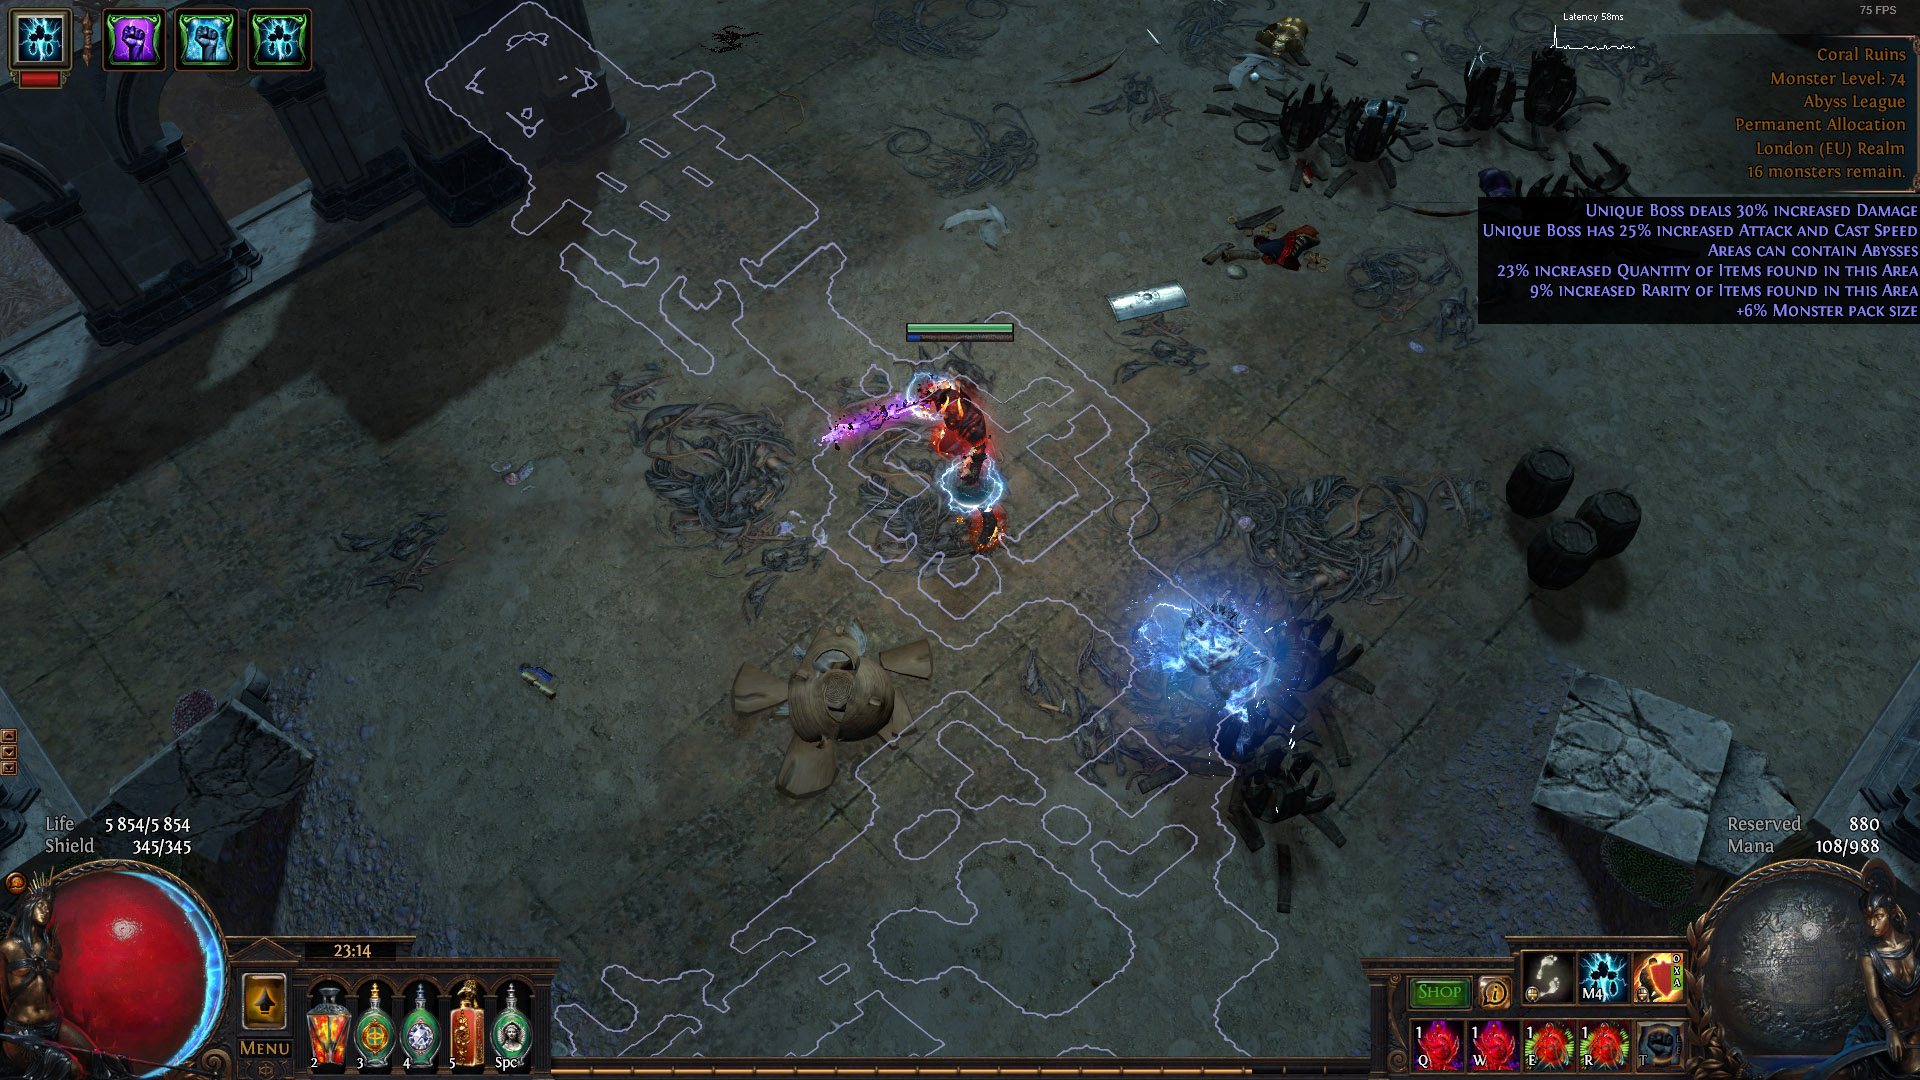 Latency 58ms
75 FPS
Coral Ruins
Monster Level: 74
Abyss League
Permanent Allocation
London (EU) Realm
16 monsters remain.
Unique Boss deals 30% increased Damage
Unique Boss has 25% increased Attack and Cast Speed
Areas can contain Abysses
23% increased Quantity of Items found in this Area
9% increased Rarity of Items found in this Area
+6% Monster pack size
Life 5 854/5 854
Shield 345/345
Reserved 880
Mana 108/988
23:14
Menu
2 3 4 5 Spc
Shop
M4
O
X
A
1 1 1 1
Q W E R T